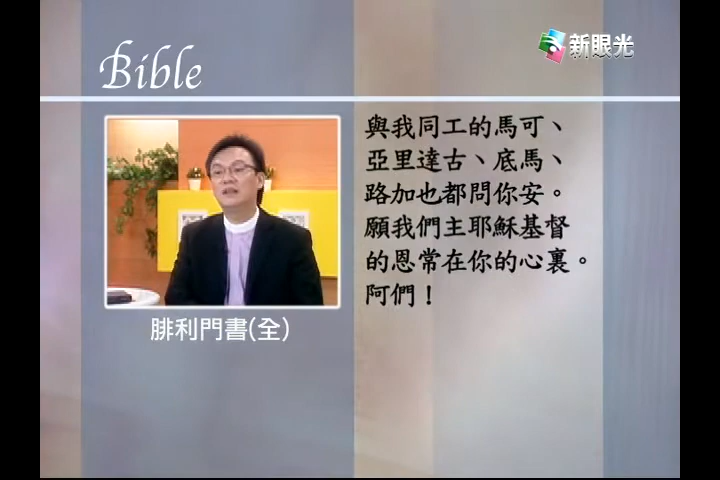 Bible
新眼光
與我同工的馬可、
亞里達古、底馬、
路加也都問你安。
願我們主耶穌基督
的恩常在你的心裏。
阿們！
腓利門書(全)